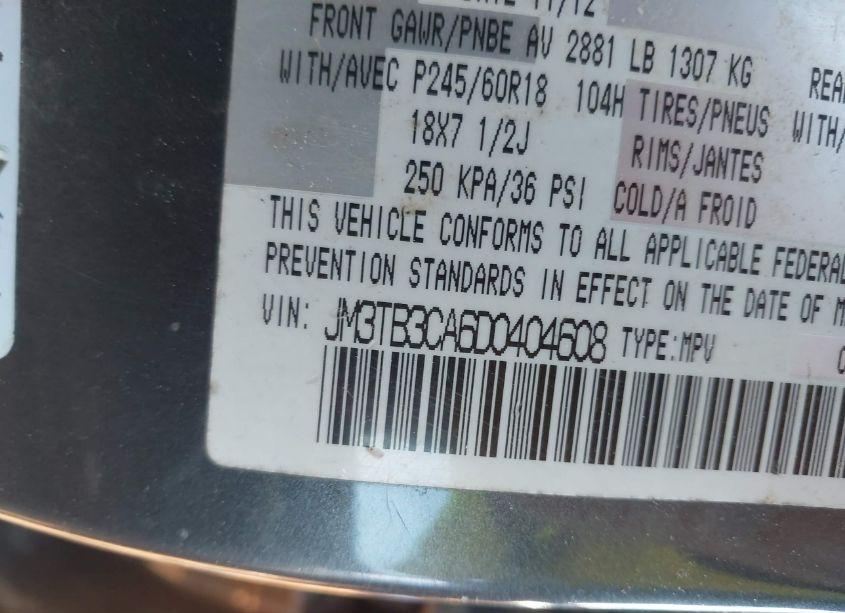 11/12
FRONT GAWR/PNBE AV 2881 LB 1307 KG
WITH/AVEC P245/60R18 104H TIRES/PNEUS WITH/
18X7 1/2J RIMS/JANTES
250 KPA/36 PSI COLD/A FROID
THIS VEHICLE CONFORMS TO ALL APPLICABLE FEDERAL
PREVENTION STANDARDS IN EFFECT ON THE DATE OF M
VIN: JM3TB3CA6D0404608 TYPE:MPV